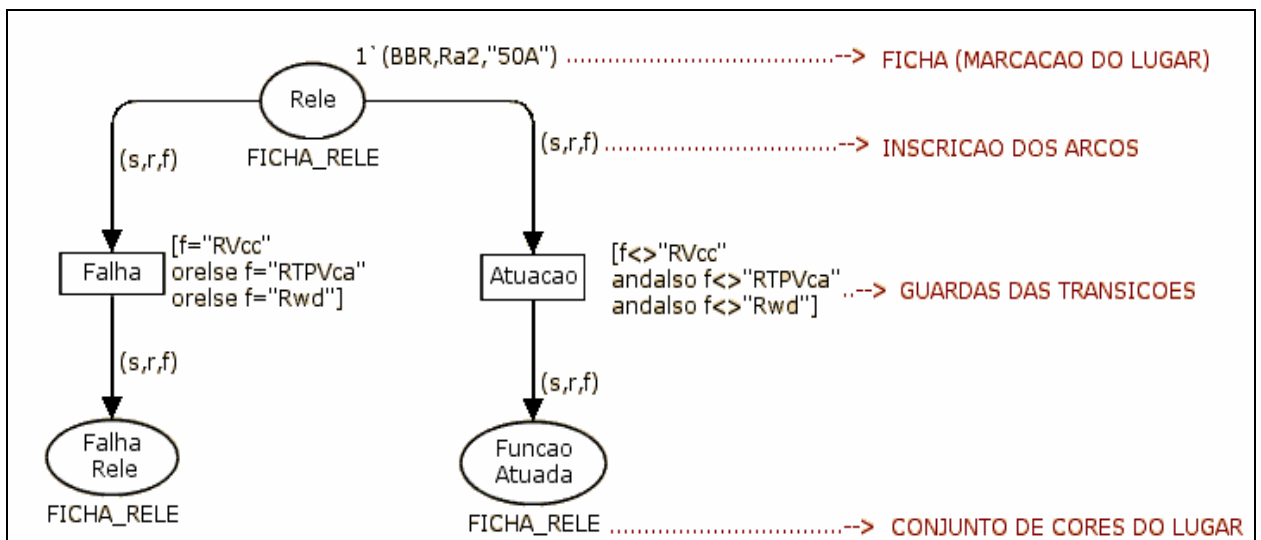 1`(BBR,Ra2,"50A") ......................................--> FICHA (MARCACAO DO LUGAR)
Rele
FICHA_RELE
(s,r,f)
(s,r,f) ..................................--> INSCRICAO DOS ARCOS
Falha
[f="RVcc"
orelse f="RTPVca"
orelse f="Rwd"]
Atuacao
[f<>"RVcc"
andalso f<>"RTPVca"
andalso f<>"Rwd"]
..--> GUARDAS DAS TRANSICOES
(s,r,f)
(s,r,f)
Falha
Rele
FICHA_RELE
Funcao
Atuada
FICHA_RELE ..................................--> CONJUNTO DE CORES DO LUGAR